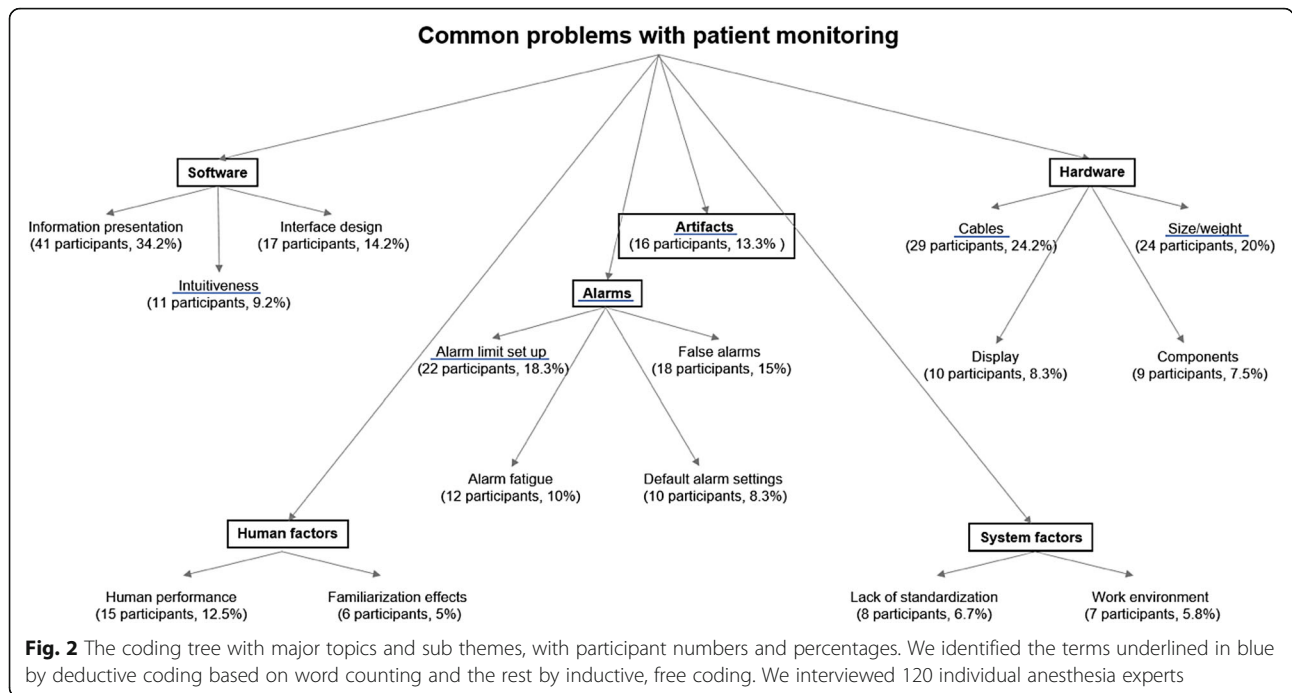 Common problems with patient monitoring
Software
Information presentation
(41 participants, 34.2%)
Interface design
(17 participants, 14.2%)
Intuitiveness
(11 participants, 9.2%)
Artifacts
(16 participants, 13.3% )
Hardware
Cables
(29 participants, 24.2%)
Size/weight
(24 participants, 20%)
Display
(10 participants, 8.3%)
Components
(9 participants, 7.5%)
Alarms
Alarm limit set up
(22 participants, 18.3%)
False alarms
(18 participants, 15%)
Alarm fatigue
(12 participants, 10%)
Default alarm settings
(10 participants, 8.3%)
Human factors
Human performance
(15 participants, 12.5%)
Familiarization effects
(6 participants, 5%)
System factors
Lack of standardization
(8 participants, 6.7%)
Work environment
(7 participants, 5.8%)
Fig. 2 The coding tree with major topics and sub themes, with participant numbers and percentages. We identified the terms underlined in blue
by deductive coding based on word counting and the rest by inductive, free coding. We interviewed 120 individual anesthesia experts